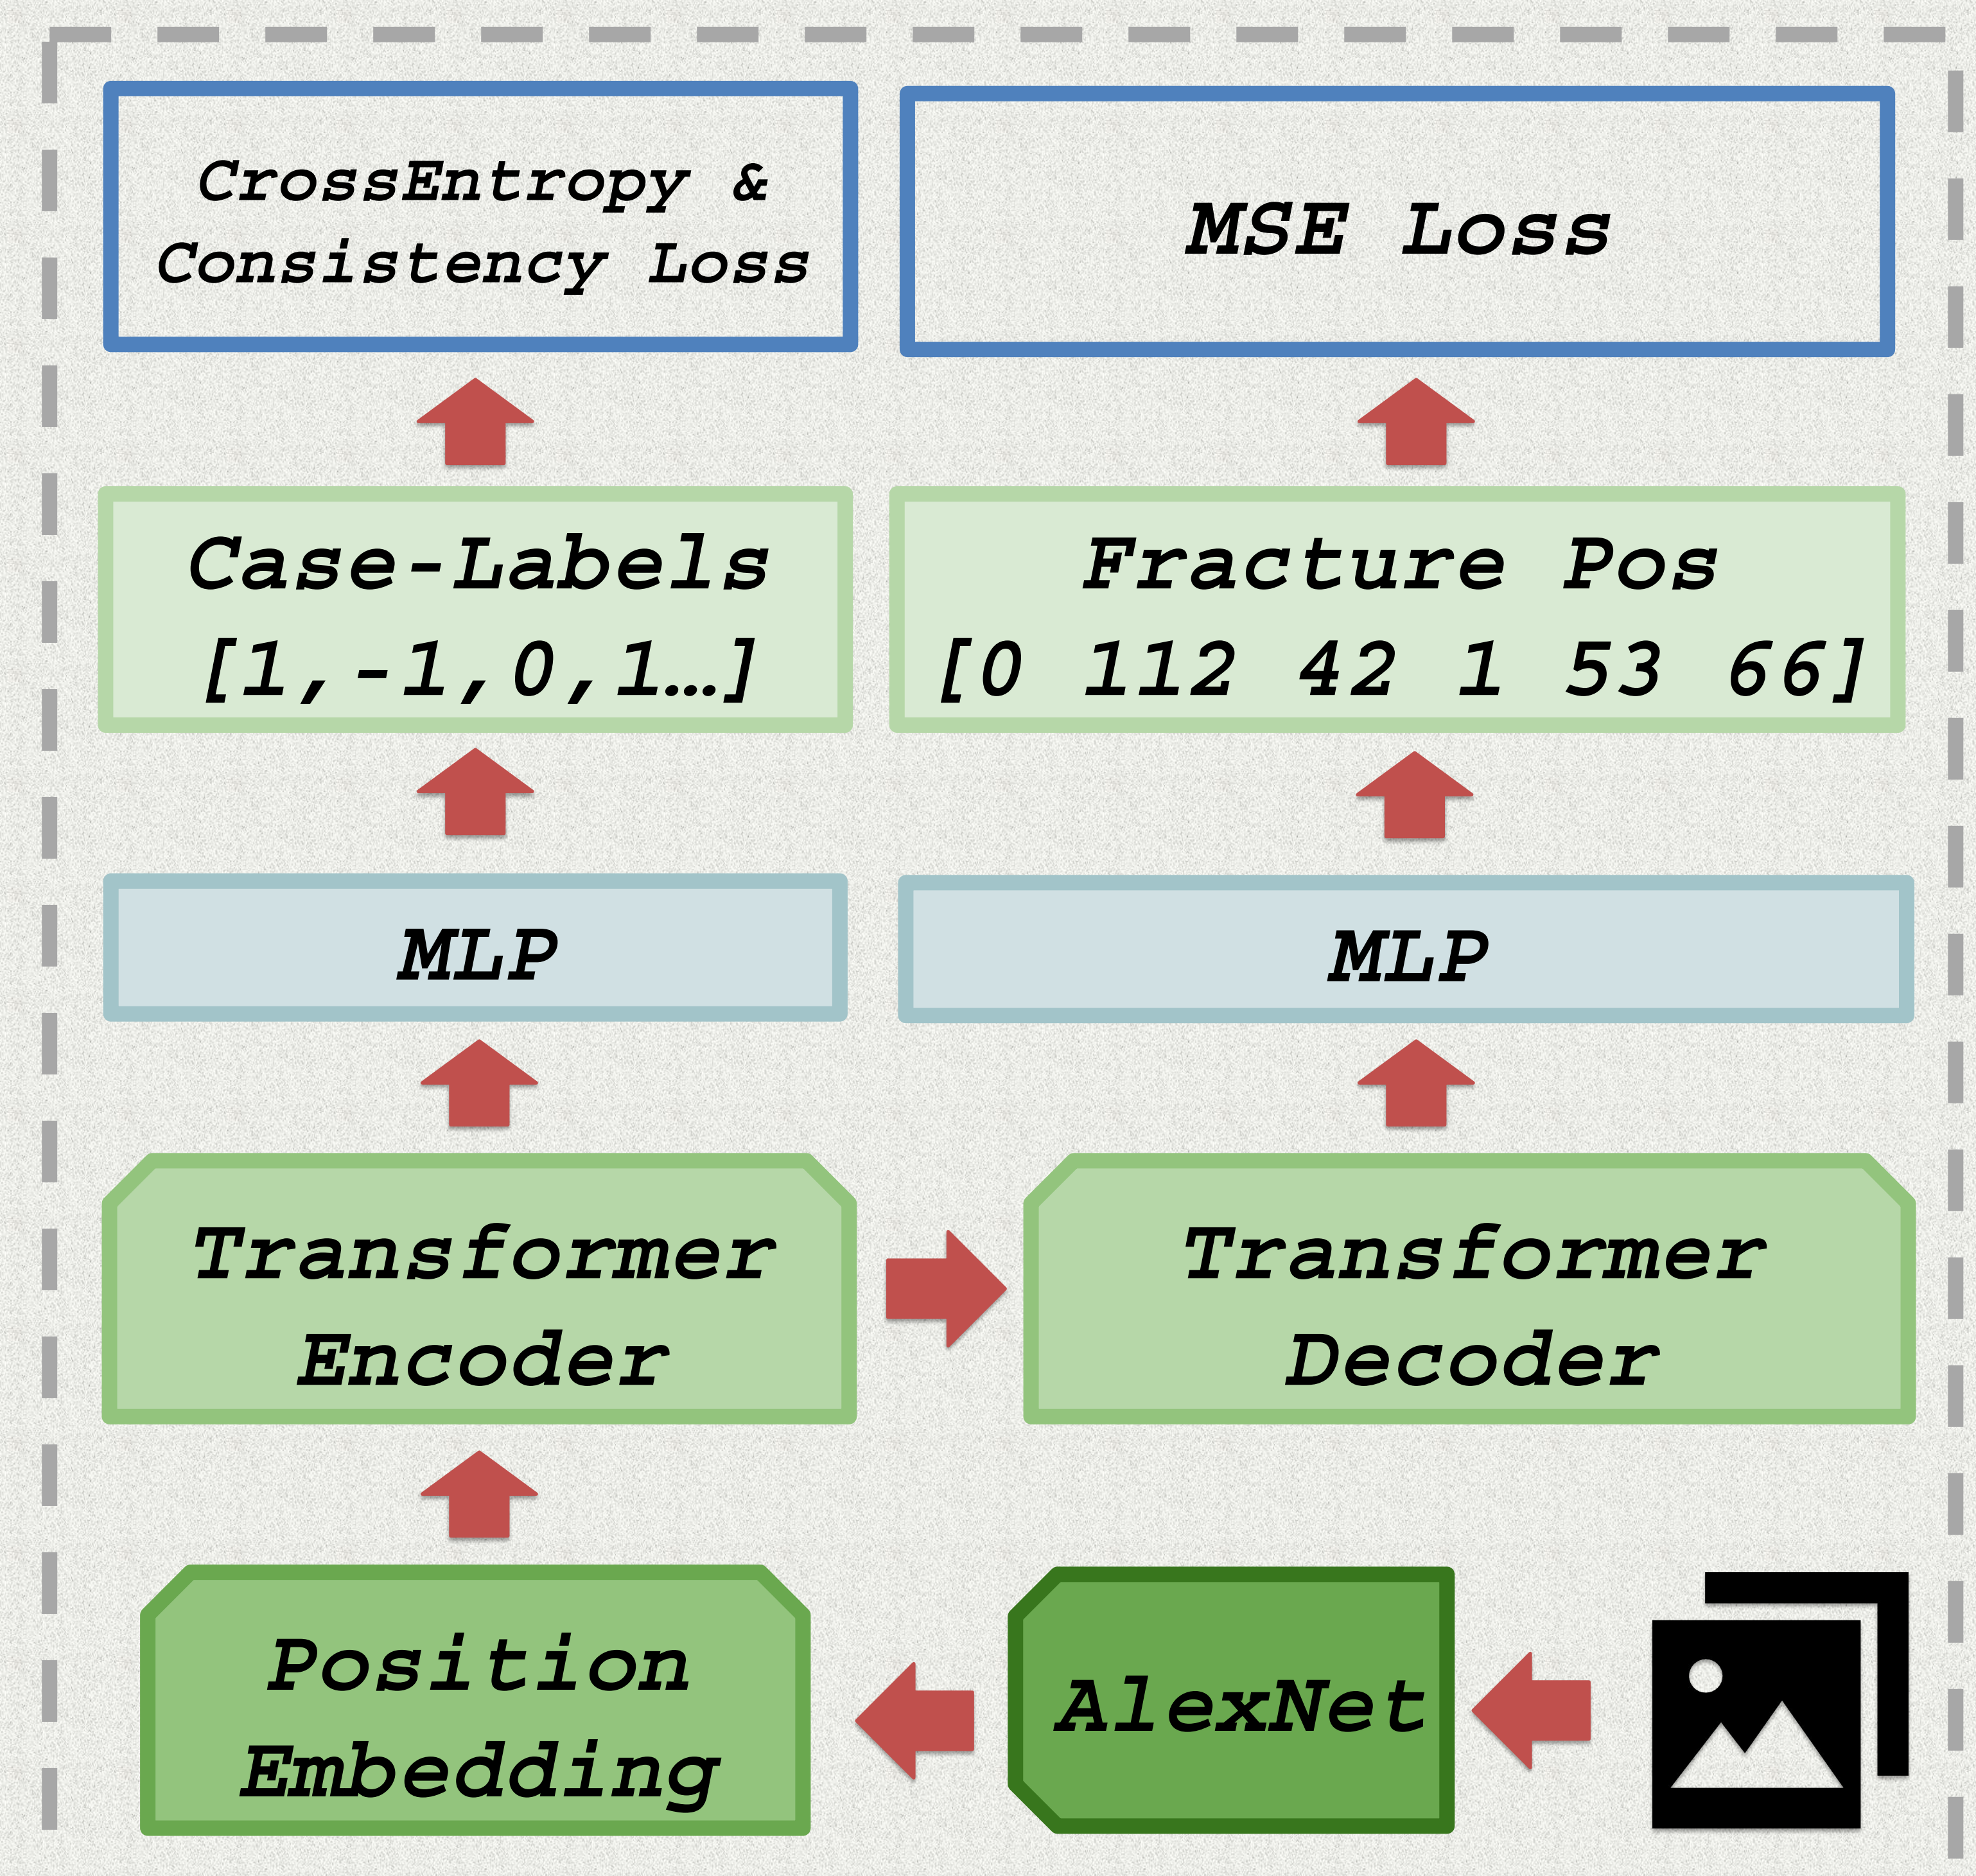 CrossEntropy &
Consistency Loss
MSE Loss
Case-Labels
[1,-1,0,1…]
Fracture Pos
[0 112 42 1 53 66]
MLP
MLP
Transformer
Encoder
Transformer
Decoder
Position
Embedding
AlexNet